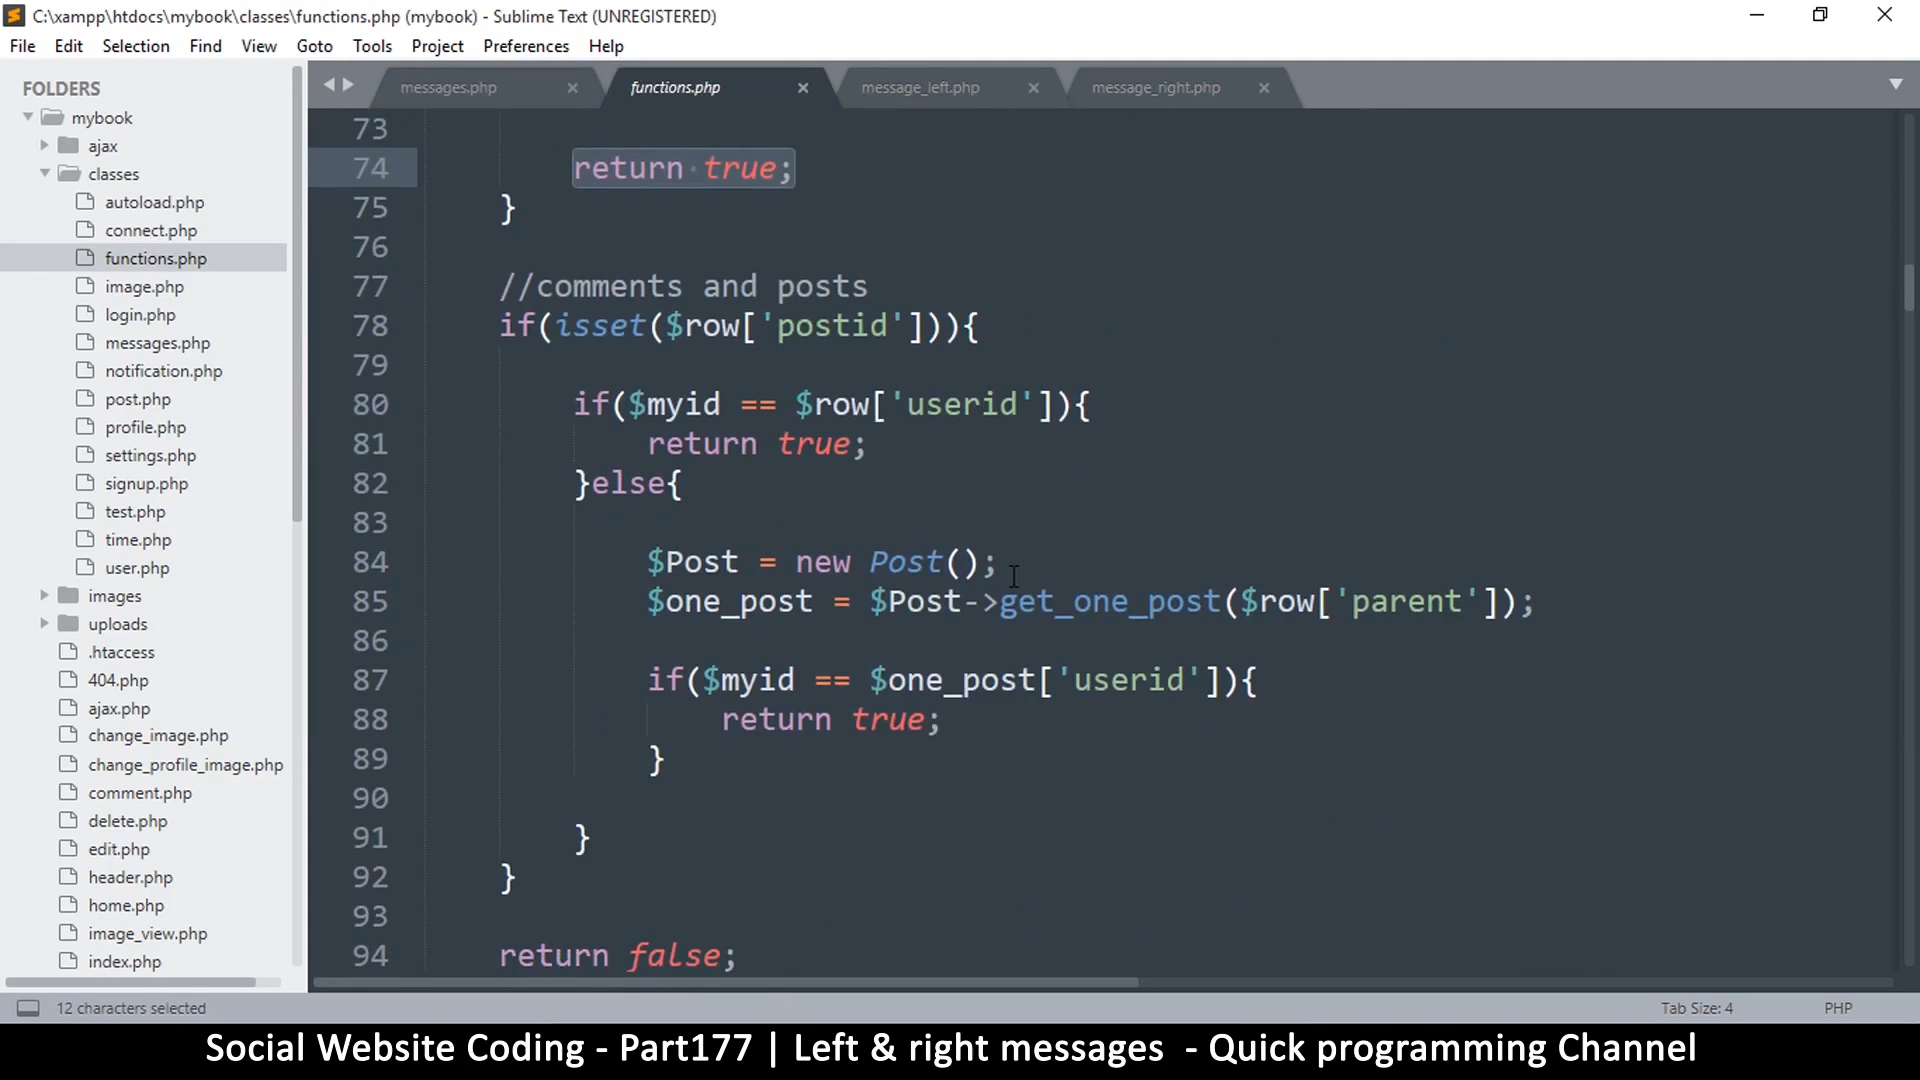 C:\xampp\htdocs\mybook\classes\functions.php (mybook) - Sublime Text (UNREGISTERED)
File Edit Selection Find View Goto Tools Project Preferences Help
FOLDERS
mybook
ajax
classes
autoload.php
connect.php
functions.php
image.php
login.php
messages.php
notification.php
post.php
profile.php
settings.php
signup.php
test.php
time.php
user.php
images
uploads
.htaccess
404.php
ajax.php
change_image.php
change_profile_image.php
comment.php
delete.php
edit.php
header.php
home.php
image_view.php
index.php
messages.php functions.php message_left.php message_right.php
73
74 return true;
75 }
76
77 //comments and posts
78 if(isset($row['postid'])){
79
80 if($myid == $row['userid']){
81 return true;
82 }else{
83
84 $Post = new Post();
85 $one_post = $Post->get_one_post($row['parent']);
86
87 if($myid == $one_post['userid']){
88 return true;
89 }
90
91 }
92 }
93
94 return false;
12 characters selected Tab Size: 4 PHP
Social Website Coding - Part177 | Left & right messages - Quick programming Channel